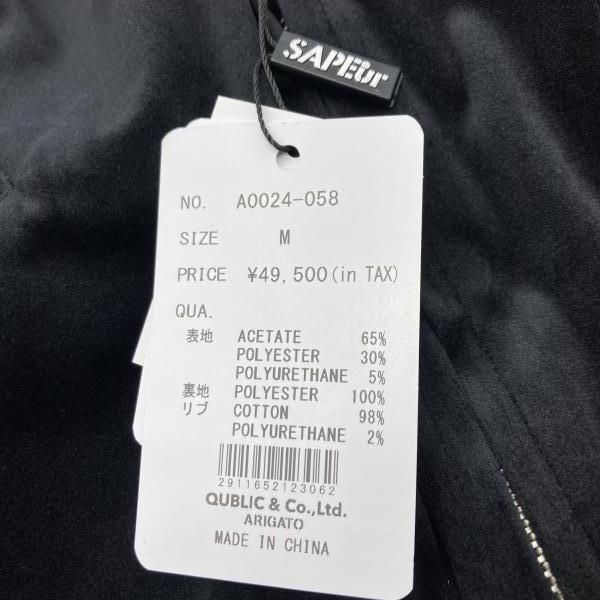 SAPEur
NO. A0024-058
SIZE M
PRICE ¥49,500(in TAX)
QUA.
表地 ACETATE 65%
POLYESTER 30%
POLYURETHANE 5%
裏地 POLYESTER 100%
リブ COTTON 98%
POLYURETHANE 2%
2911652123062
QUBLIC & Co.,Ltd.
ARIGATO
MADE IN CHINA